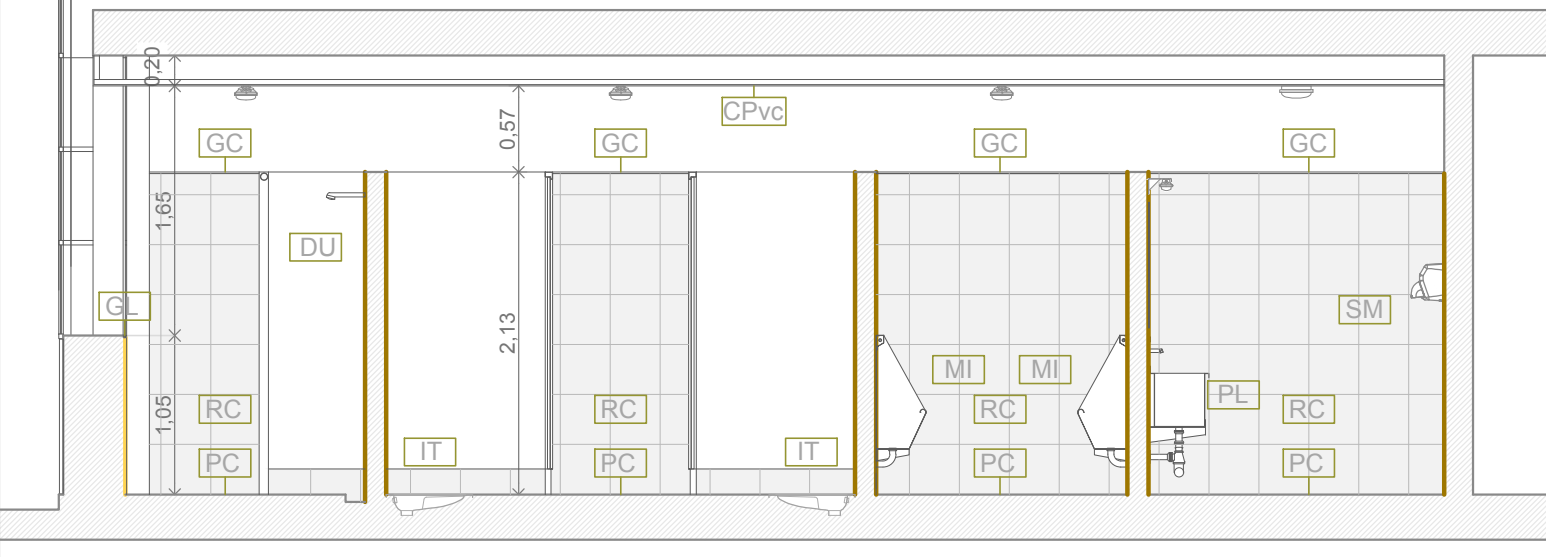 0,20
CPvc
0,57
GC
GC
GC
GC
1,65
DU
GL
SM
2,13
MI
MI
PL
1,05
RC
RC
RC
RC
IT
IT
PC
PC
PC
PC